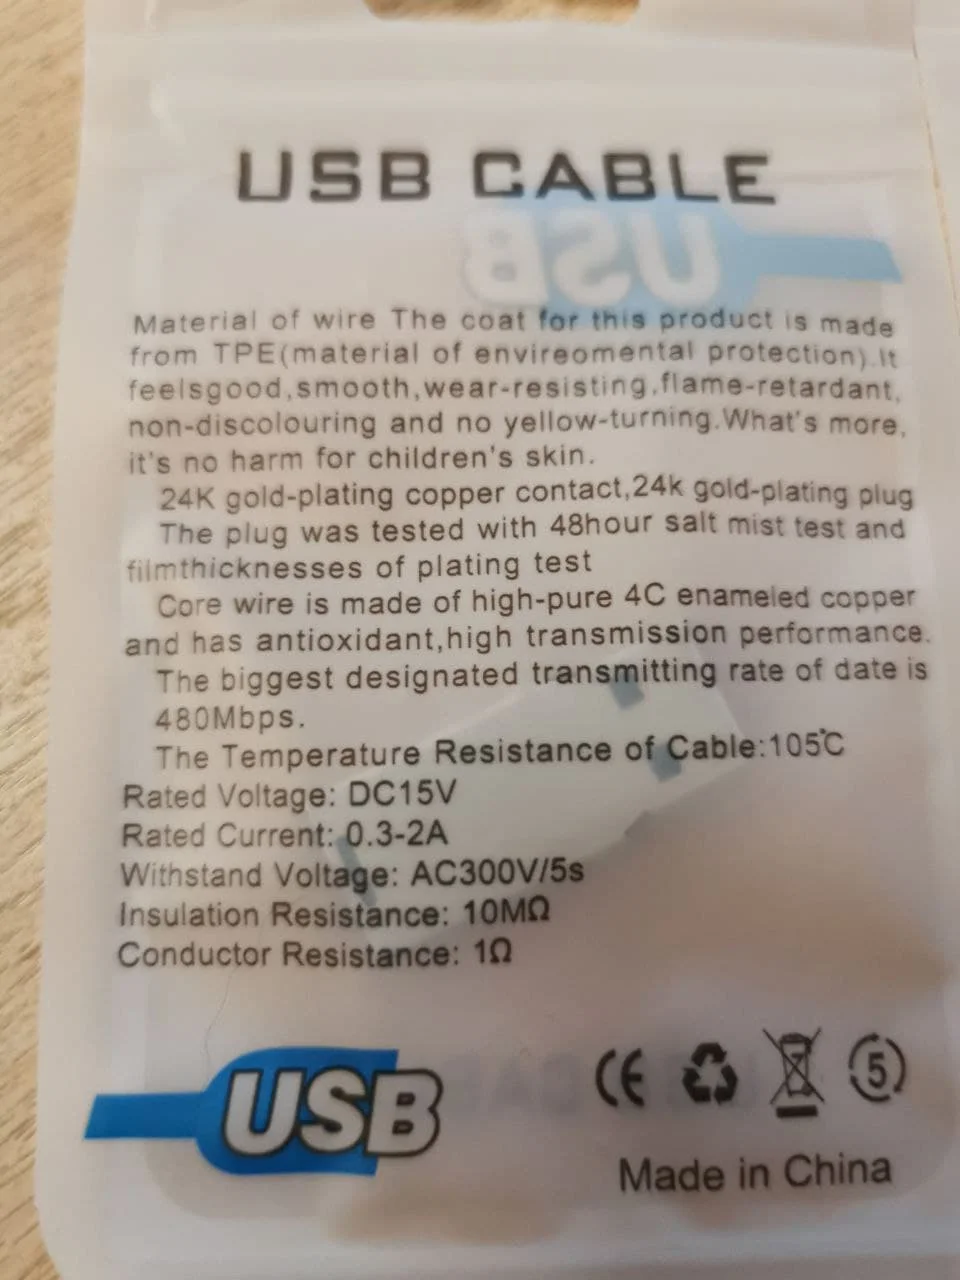 USB CABLE
USB
Material of wire The coat for this product is made
from TPE(material of envireomental protection).It
feelsgood,smooth,wear-resisting,flame-retardant,
non-discolouring and no yellow-turning.What's more,
it's no harm for children's skin.
24K gold-plating copper contact,24k gold-plating plug
The plug was tested with 48hour salt mist test and
filmthicknesses of plating test
Core wire is made of high-pure 4C enameled copper
and has antioxidant,high transmission performance.
The biggest designated transmitting rate of date is
480Mbps.
The Temperature Resistance of Cable:105℃
Rated Voltage: DC15V
Rated Current: 0.3-2A
Withstand Voltage: AC300V/5s
Insulation Resistance: 10MΩ
Conductor Resistance: 1Ω
USB
CE 5
Made in China